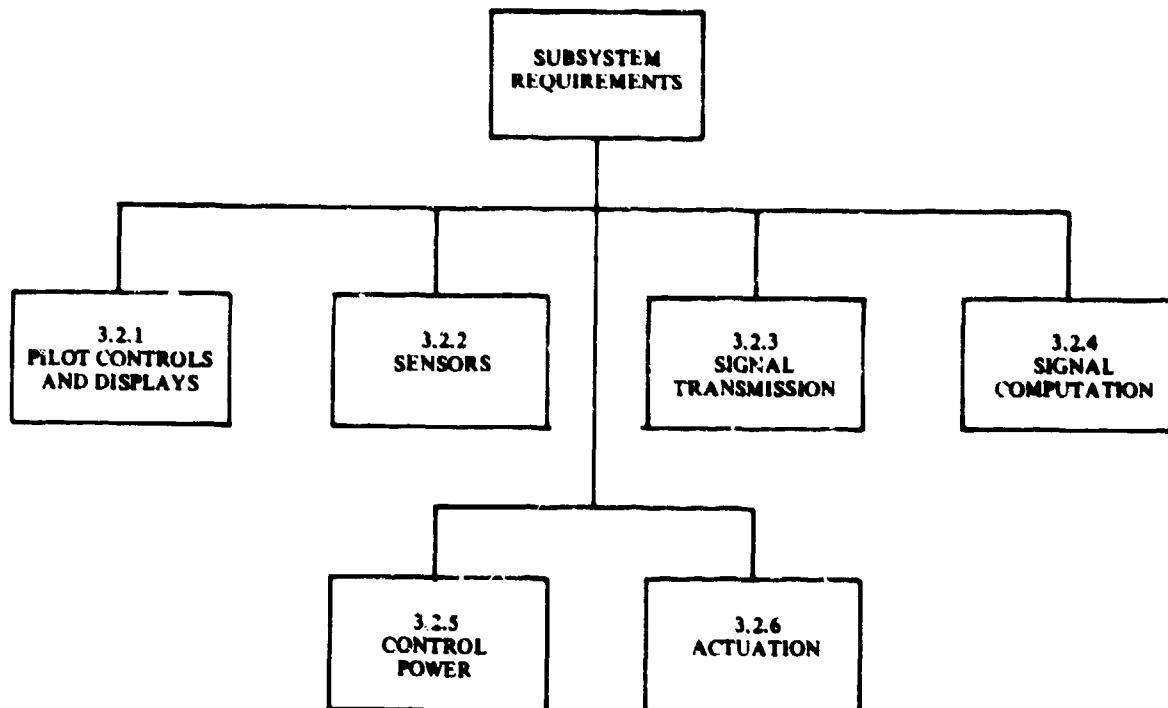 SUBSYSTEM
REQUIREMENTS
3.2.1
PILOT CONTROLS
AND DISPLAYS
3.2.2
SENSORS
3.2.3
SIGNAL
TRANSMISSION
3.2.4
SIGNAL
COMPUTATION
3.2.5
CONTROL
POWER
3.2.6
ACTUATION